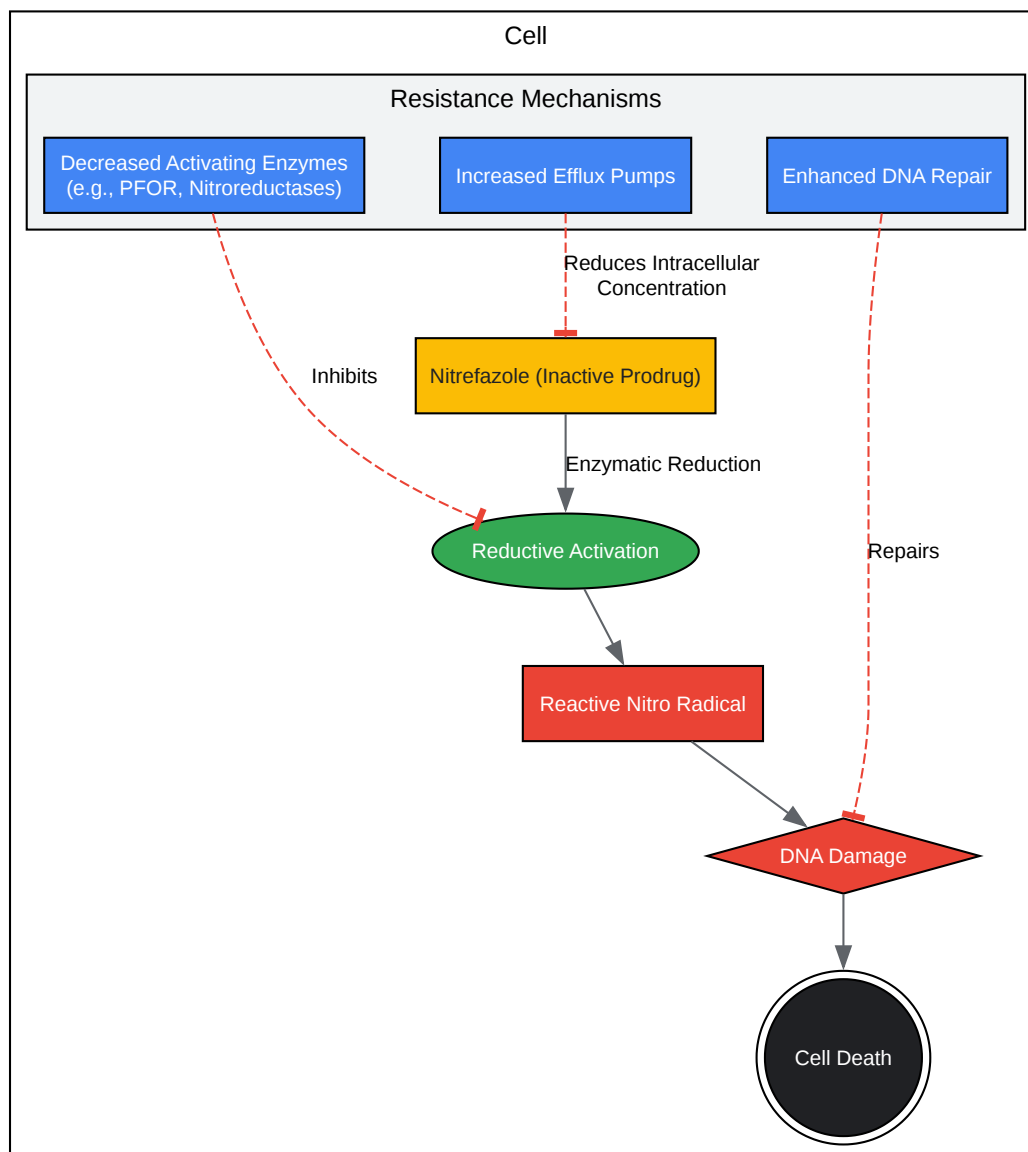 Cell
Resistance Mechanisms
Decreased Activating Enzymes
(e.g., PFOR, Nitroreductases)
Increased Efflux Pumps
Enhanced DNA Repair
Reduces Intracellular
Concentration
Inhibits
Nitrefazole (Inactive Prodrug)
Enzymatic Reduction
Reductive Activation
Repairs
Reactive Nitro Radical
DNA Damage
Cell Death